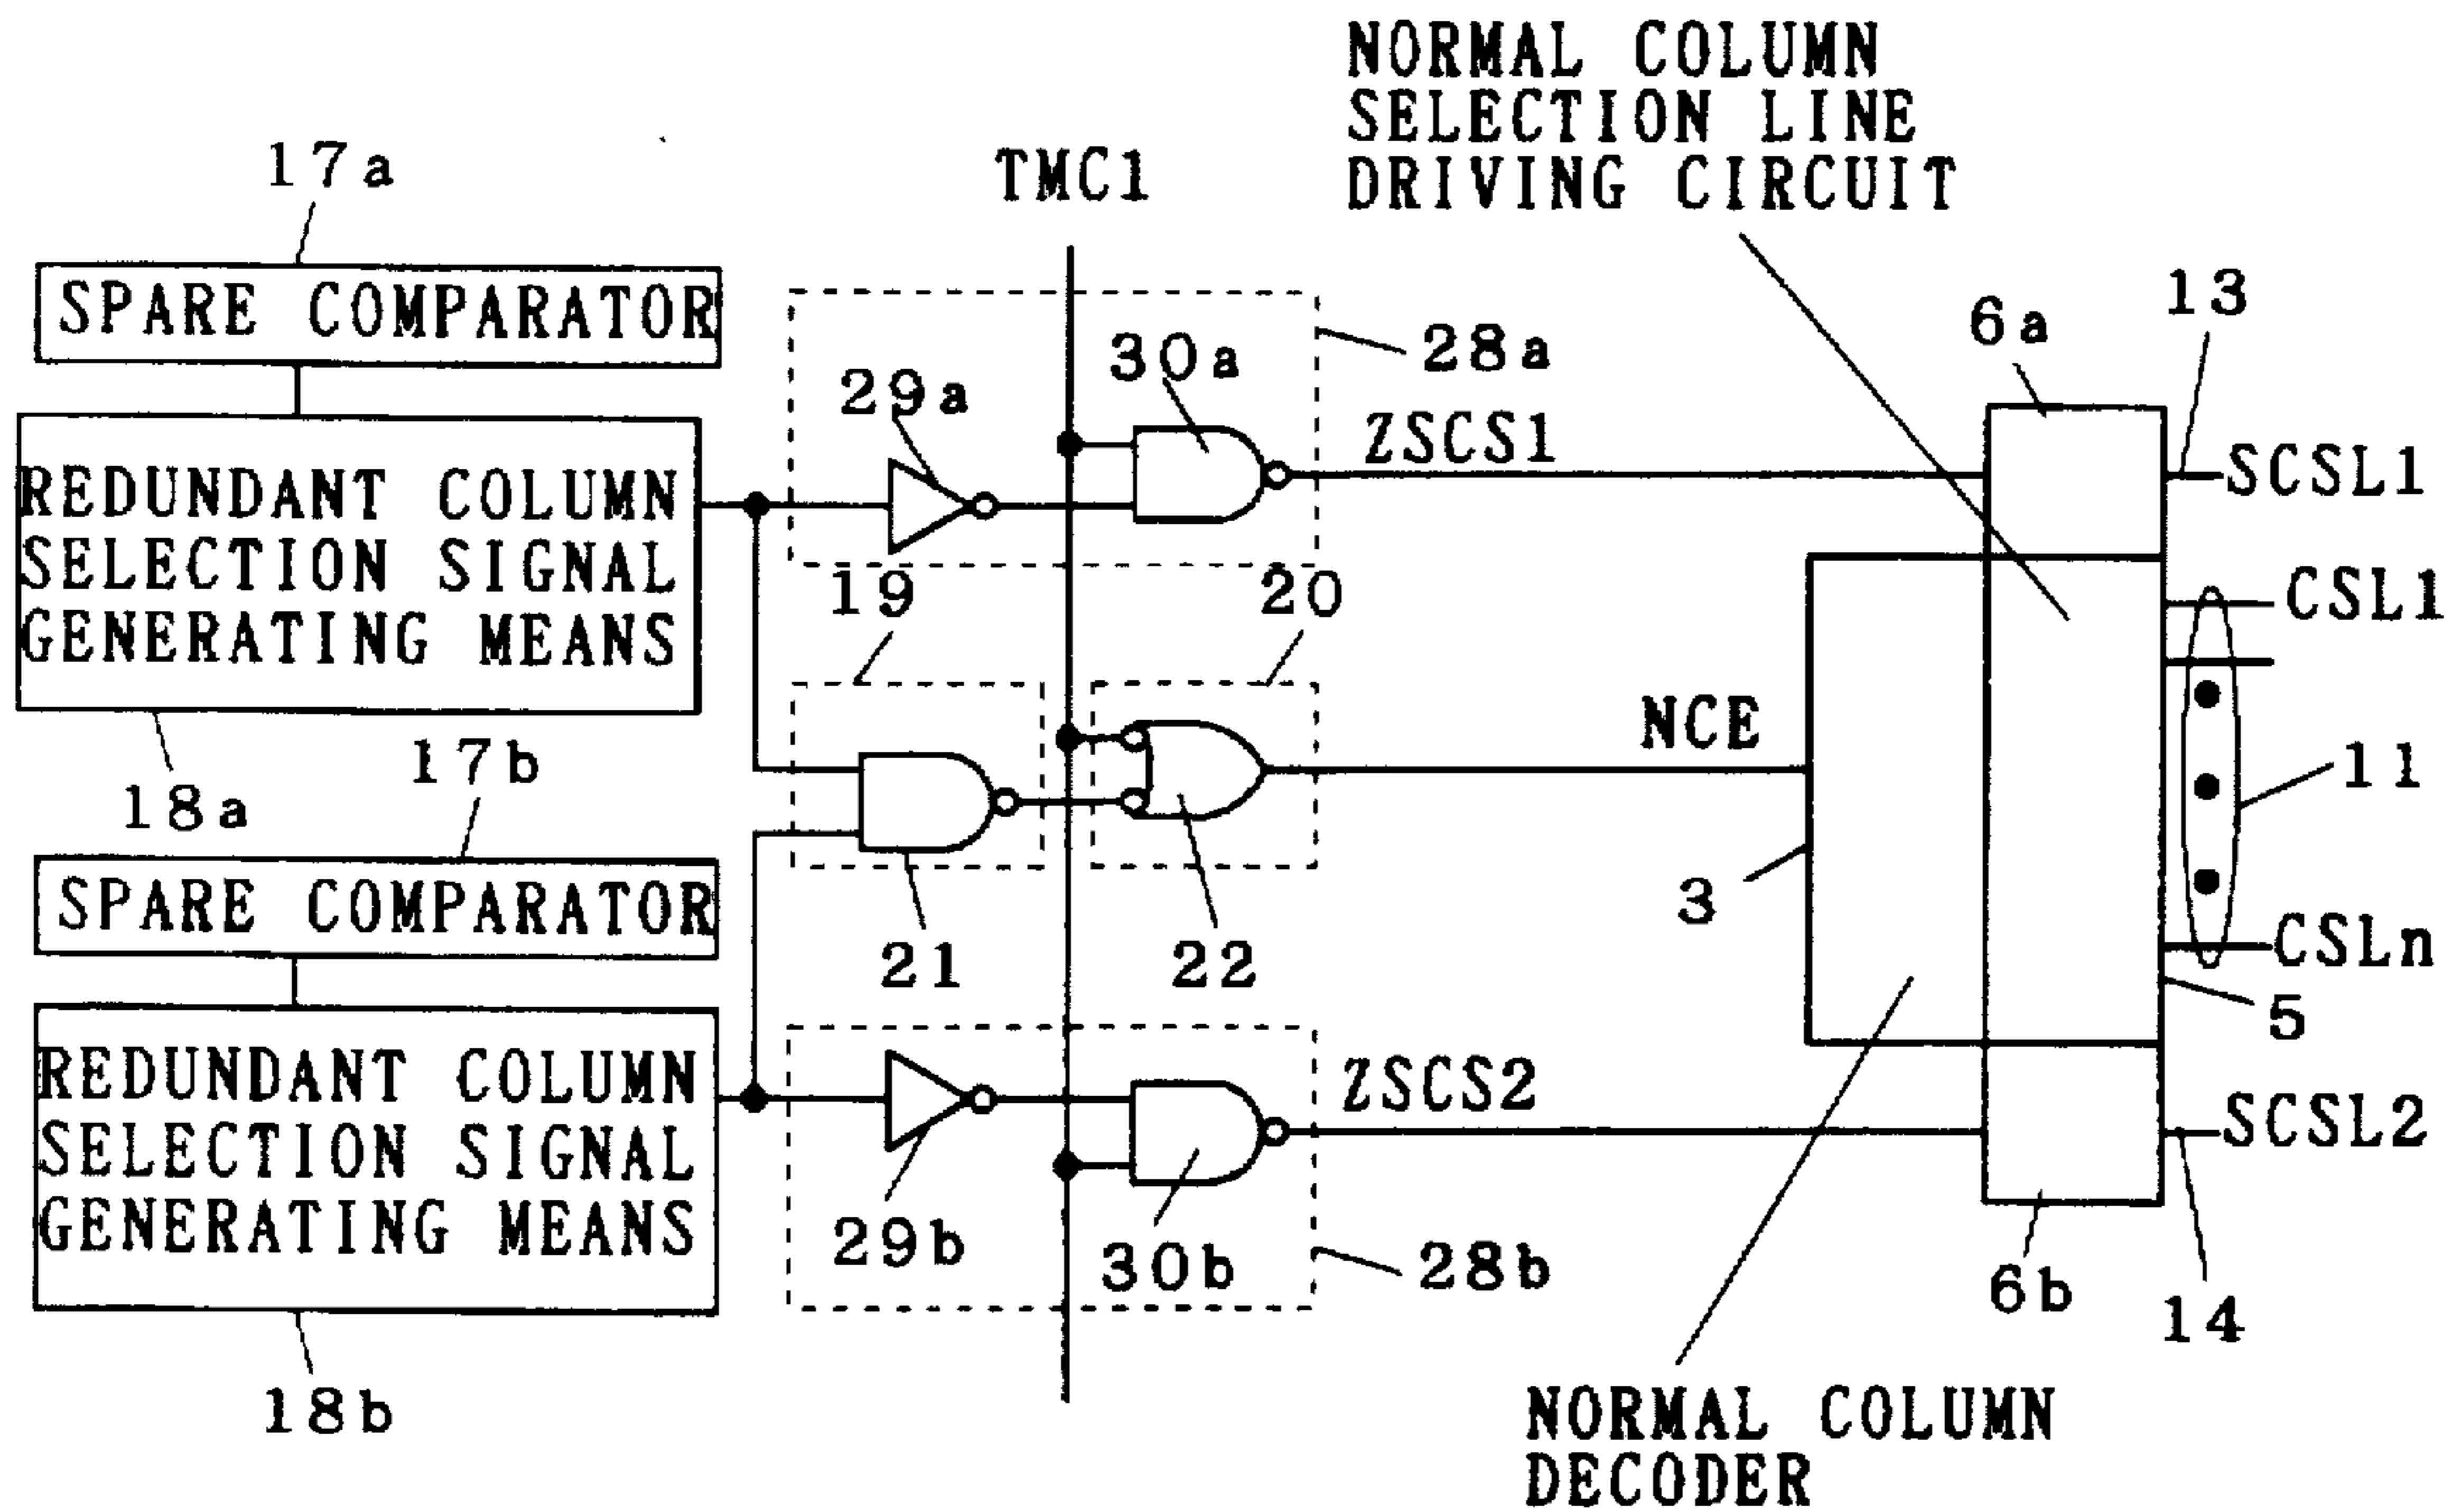 NORMAL COLUMN
SELECTION LINE
DRIVING CIRCUIT
17a
TMC1
SPARE COMPARATOR
13
6a
28a
30a
29a
ZSCS1
SCSL1
REDUNDANT COLUMN
SELECTION SIGNAL
GENERATING MEANS
19
20
CSL1
NCE
17b
11
18a
SPARE COMPARATOR
3
21
22
CSLn
5
REDUNDANT COLUMN
SELECTION SIGNAL
GENERATING MEANS
ZSCS2
SCSL2
29b
30b
28b
6b
14
18b
NORMAL COLUMN
DECODER